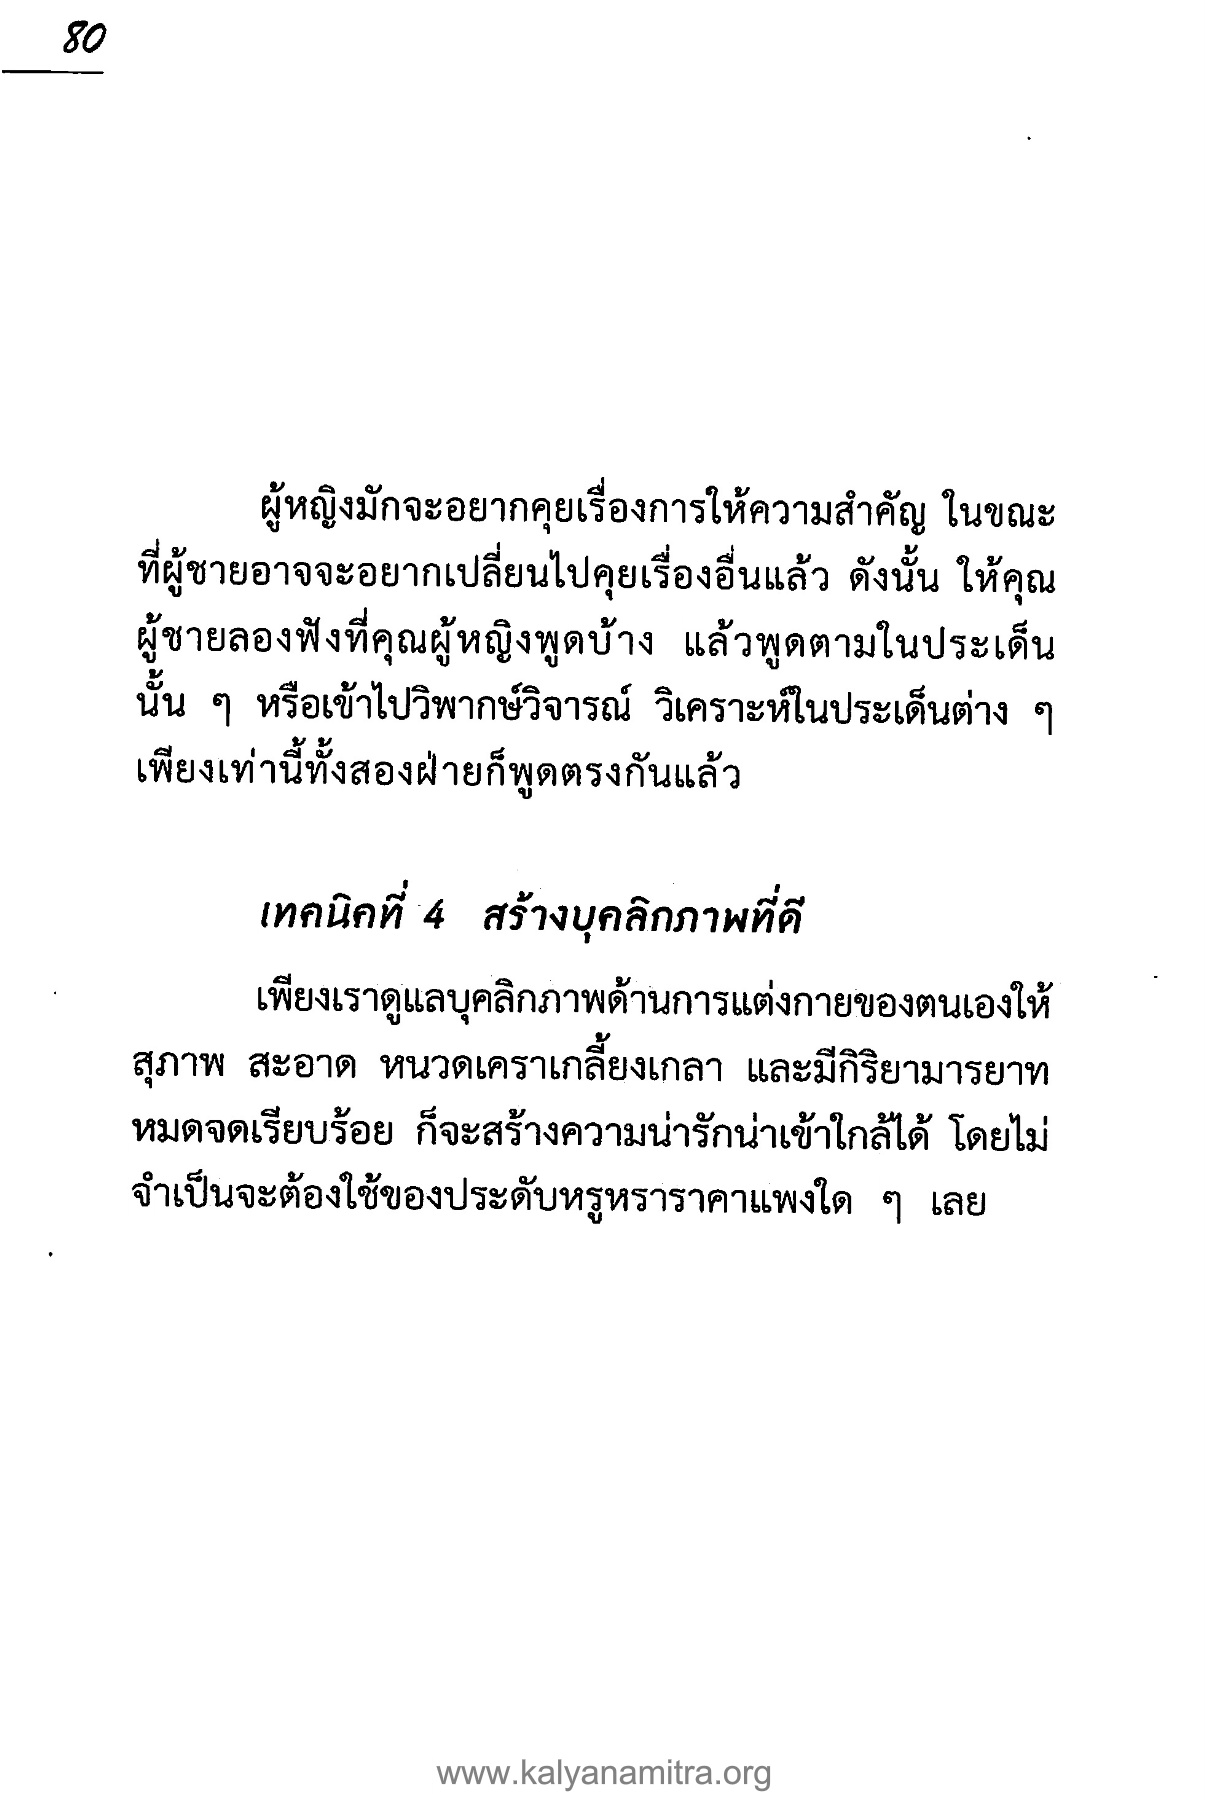 80
ผู้หญิงมักจะอยากคุยเรื่องการให้ความสำคัญ ในขณะ
ที่ผู้ชายอาจจะอยากเปลี่ยนไปคุยเรื่องอื่นแล้ว ดังนั้น ให้คุณ
ผู้ชายลองฟังที่คุณผู้หญิงพูดบ้าง แล้วพูดตามในประเด็น
นั้น ๆ หรือเข้าไปวิพากษ์วิจารณ์ วิเคราะห์ในประเด็นต่าง ๆ
เพียงเท่านี้ทั้งสองฝ่ายก็พูดตรงกันแล้ว
เทคนิคที่ 4 สร้างบุคลิกภาพที่ดี
เพียงเราดูแลบุคลิกภาพด้านการแต่งกายของตนเองให้
สุภาพ สะอาด หนวดเคราเกลี้ยงเกลา และมีกิริยามารยาท
หมดจดเรียบร้อย ก็จะสร้างความน่ารักน่าเข้าใกล้ได้ โดยไม่
จำเป็นจะต้องใช้ของประดับหรูหราราคาแพงใด ๆ เลย
www.kalyanamitra.org